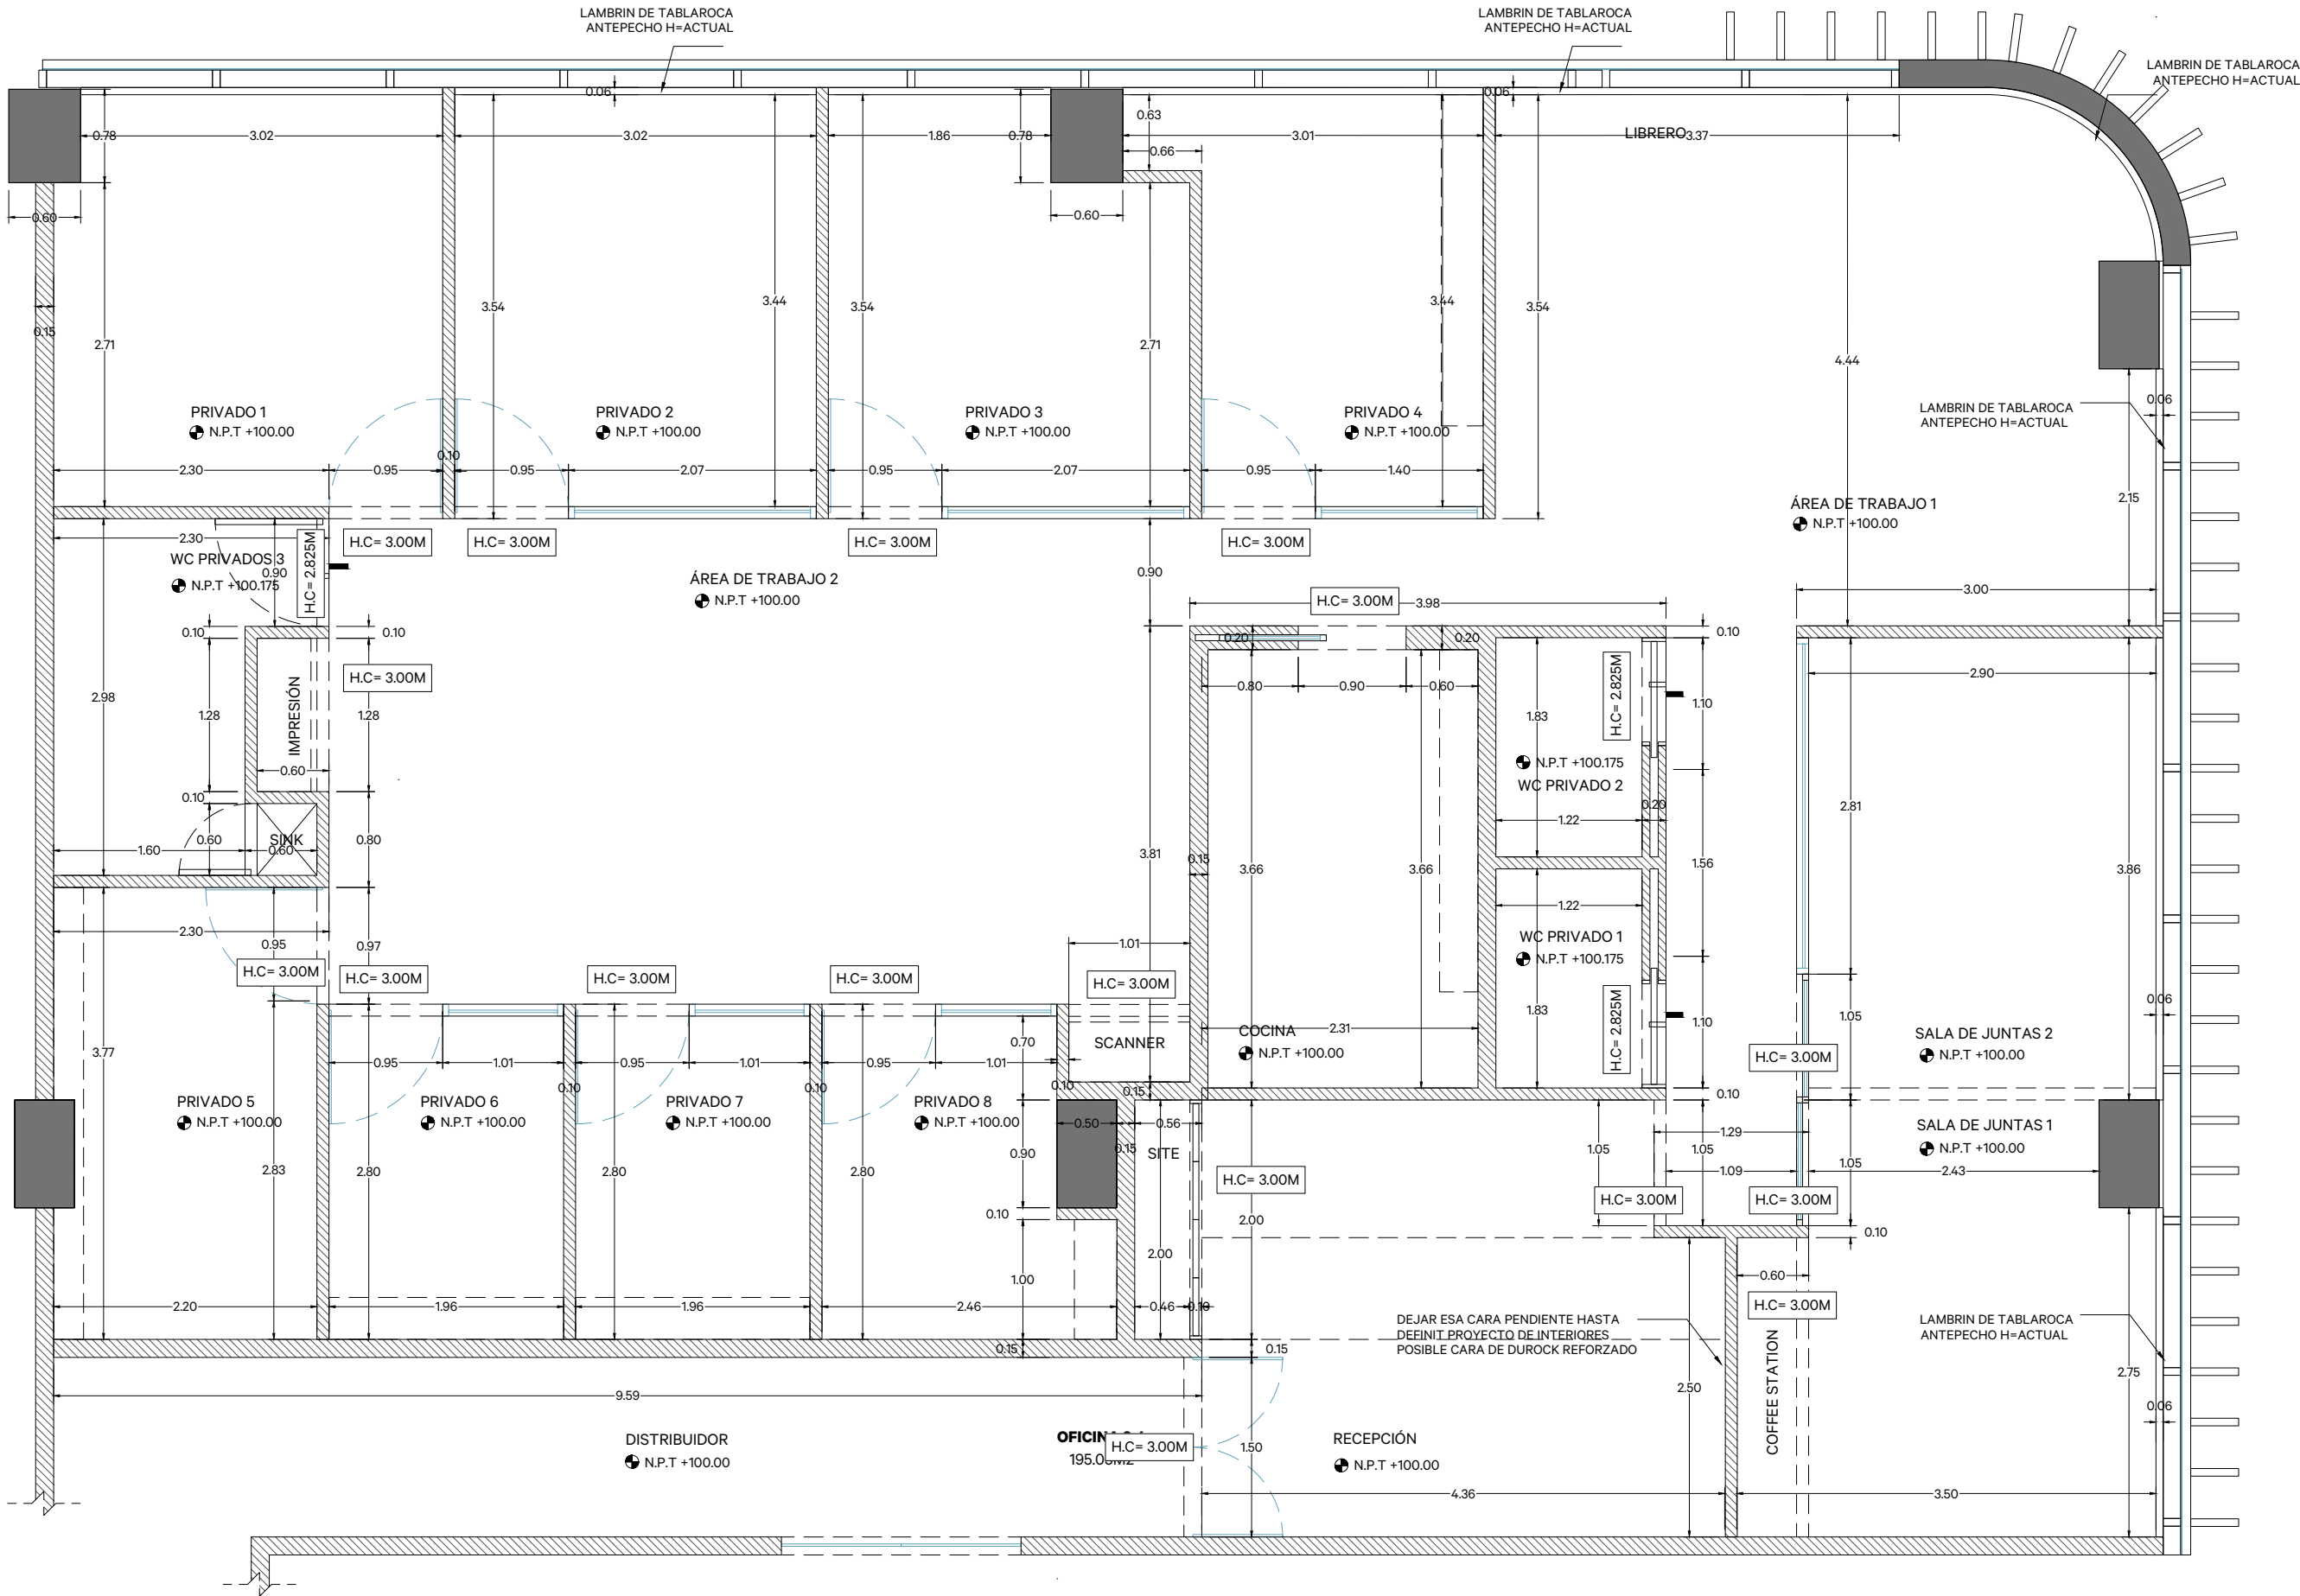 LAMBRIN DE TABLAROCA
ANTEPECHO H=ACTUAL
LAMBRIN DE TABLAROCA
ANTEPECHO H=ACTUAL
LAMBRIN DE TABLAROCA
ANTEPECHO H=ACTUAL
0.06
0.06
0.78
3.02
3.02
1.86
0.78
0.63
3.01
LIBRERO
3.37
0.66
0.60
0.60
0.15
2.71
3.54
3.44
3.54
2.71
3.44
3.54
4.44
0.06
LAMBRIN DE TABLAROCA
ANTEPECHO H=ACTUAL
PRIVADO 1
N.P.T +100.00
PRIVADO 2
N.P.T +100.00
PRIVADO 3
N.P.T +100.00
PRIVADO 4
N.P.T +100.00
0.10
2.30
0.95
0.95
2.07
0.95
2.07
0.95
1.40
2.15
ÁREA DE TRABAJO 1
N.P.T +100.00
2.30
H.C= 3.00M
H.C= 3.00M
H.C= 3.00M
H.C= 3.00M
WC PRIVADOS 3
N.P.T +100.175
0.90
H.C= 2.825M
ÁREA DE TRABAJO 2
N.P.T +100.00
0.90
3.00
H.C= 3.00M
3.98
0.10
0.10
0.20
0.20
0.10
H.C= 3.00M
0.80
0.90
0.60
2.90
2.98
1.28
IMPRESIÓN
1.28
0.60
1.83
H.C= 2.825M
1.10
N.P.T +100.175
WC PRIVADO 2
0.10
0.20
2.81
1.22
1.60
0.60
SINK
0.60
0.80
3.81
0.15
3.66
3.66
1.56
3.86
1.22
2.30
0.95
0.97
1.01
WC PRIVADO 1
N.P.T +100.175
H.C= 3.00M
H.C= 3.00M
H.C= 3.00M
H.C= 3.00M
H.C= 3.00M
1.83
H.C= 2.825M
1.10
1.05
0.06
3.77
0.70
SCANNER
COCINA
2.31
N.P.T +100.00
SALA DE JUNTAS 2
N.P.T +100.00
H.C= 3.00M
0.95
1.01
0.95
1.01
0.95
1.01
0.10
0.10
0.10
0.15
0.10
PRIVADO 5
N.P.T +100.00
PRIVADO 6
N.P.T +100.00
PRIVADO 7
N.P.T +100.00
PRIVADO 8
N.P.T +100.00
0.50
0.56
0.15
SITE
0.90
2.83
2.80
2.80
2.80
H.C= 3.00M
1.05
1.29
1.05
1.09
1.05
SALA DE JUNTAS 1
N.P.T +100.00
2.43
H.C= 3.00M
H.C= 3.00M
0.10
2.00
2.00
0.10
1.00
0.60
2.20
1.96
1.96
2.46
0.46
0.10
H.C= 3.00M
DEJAR ESA CARA PENDIENTE HASTA
DEFINIT PROYECTO DE INTERIORES
POSIBLE CARA DE DUROCK REFORZADO
LAMBRIN DE TABLAROCA
ANTEPECHO H=ACTUAL
0.15
0.15
COFFEE STATION
2.50
2.75
9.59
0.06
DISTRIBUIDOR
N.P.T +100.00
H.C= 3.00M
1.50
RECEPCIÓN
N.P.T +100.00
4.36
3.50